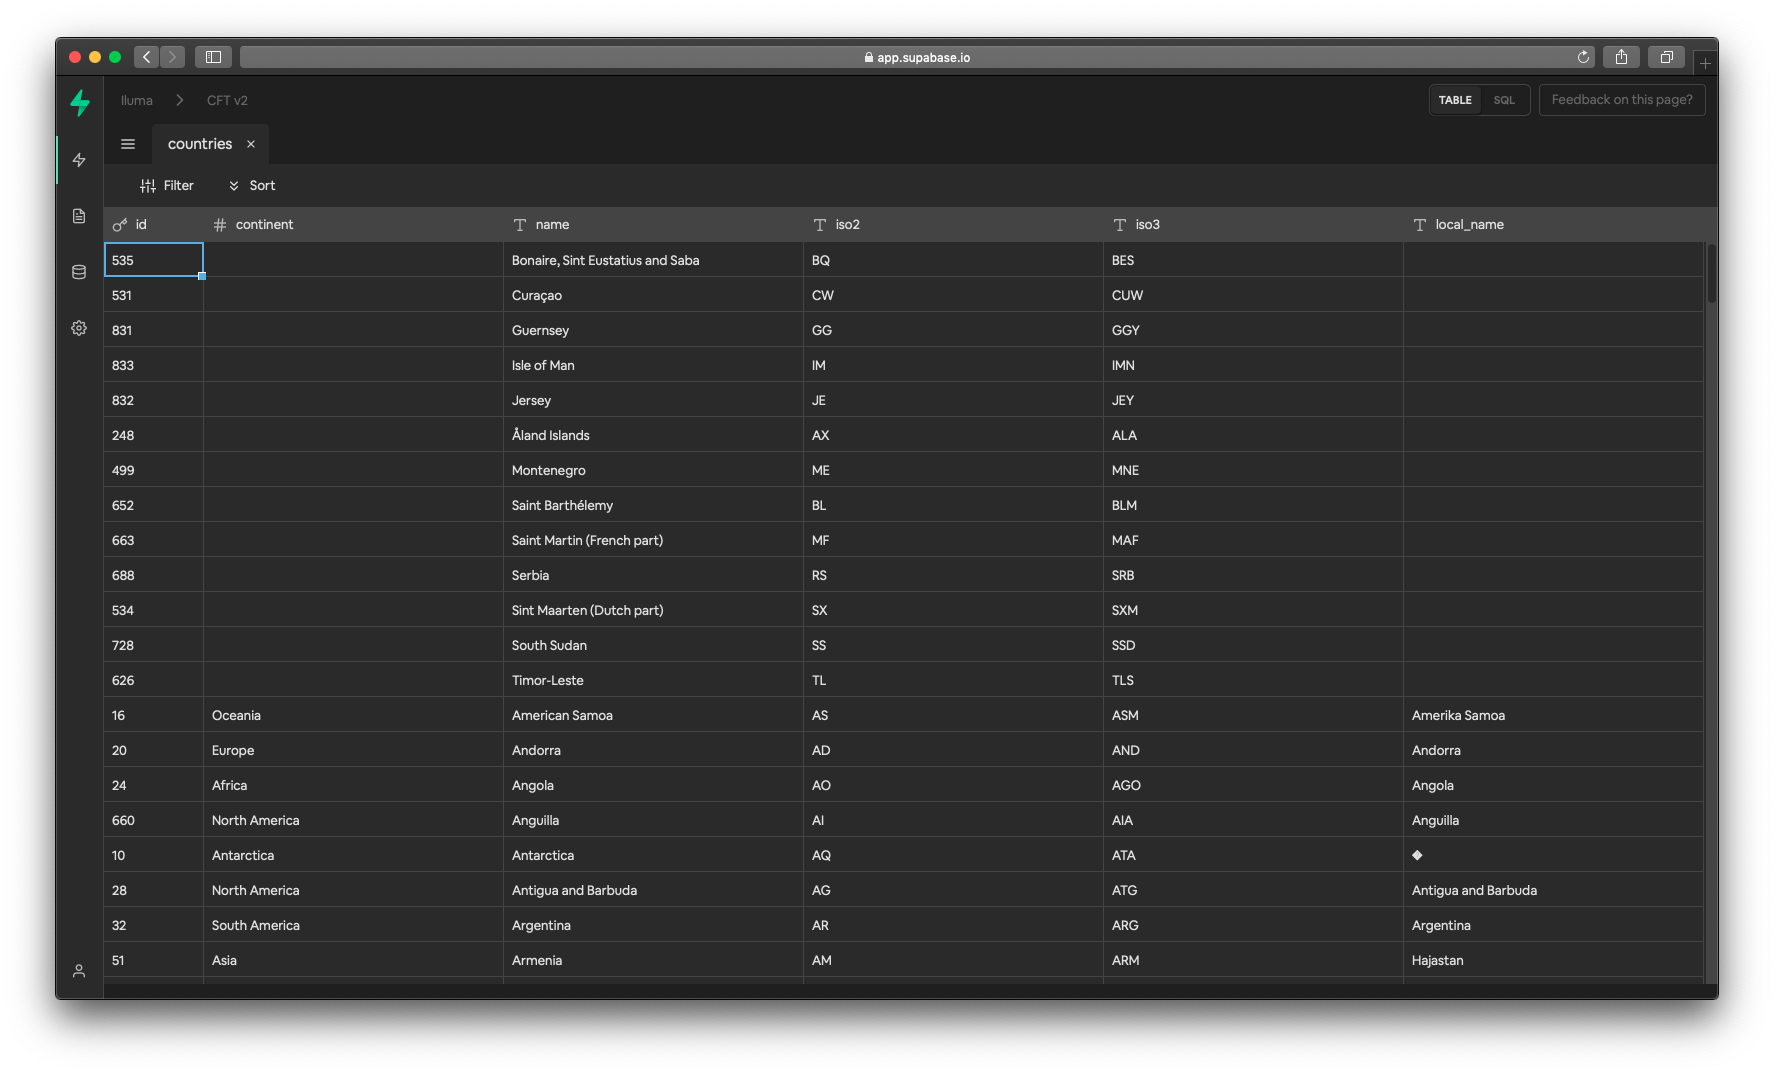 app.supabase.io
Iluma > CFT v2
TABLE SQL Feedback on this page?
countries ×
Filter Sort
id # continent T name T iso2 T iso3 T local_name
535 Bonaire, Sint Eustatius and Saba BQ BES
531 Curaçao CW CUW
831 Guernsey GG GGY
833 Isle of Man IM IMN
832 Jersey JE JEY
248 Åland Islands AX ALA
499 Montenegro ME MNE
652 Saint Barthélemy BL BLM
663 Saint Martin (French part) MF MAF
688 Serbia RS SRB
534 Sint Maarten (Dutch part) SX SXM
728 South Sudan SS SSD
626 Timor-Leste TL TLS
16 Oceania American Samoa AS ASM Amerika Samoa
20 Europe Andorra AD AND Andorra
24 Africa Angola AO AGO Angola
660 North America Anguilla AI AIA Anguilla
10 Antarctica Antarctica AQ ATA ◆
28 North America Antigua and Barbuda AG ATG Antigua and Barbuda
32 South America Argentina AR ARG Argentina
51 Asia Armenia AM ARM Hajastan